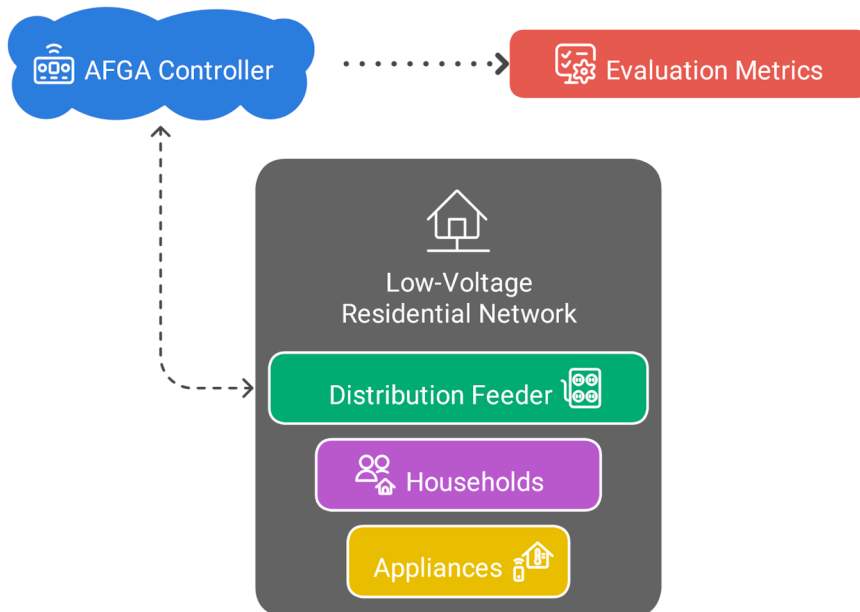 AFGA Controller
Evaluation Metrics
Low-Voltage
Residential Network
Distribution Feeder
Households
Appliances